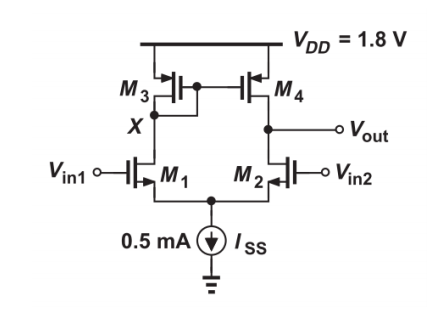 V_DD = 1.8 V
M_3
M_4
X
V_out
V_in1
M_1
M_2
V_in2
0.5 mA
I_SS